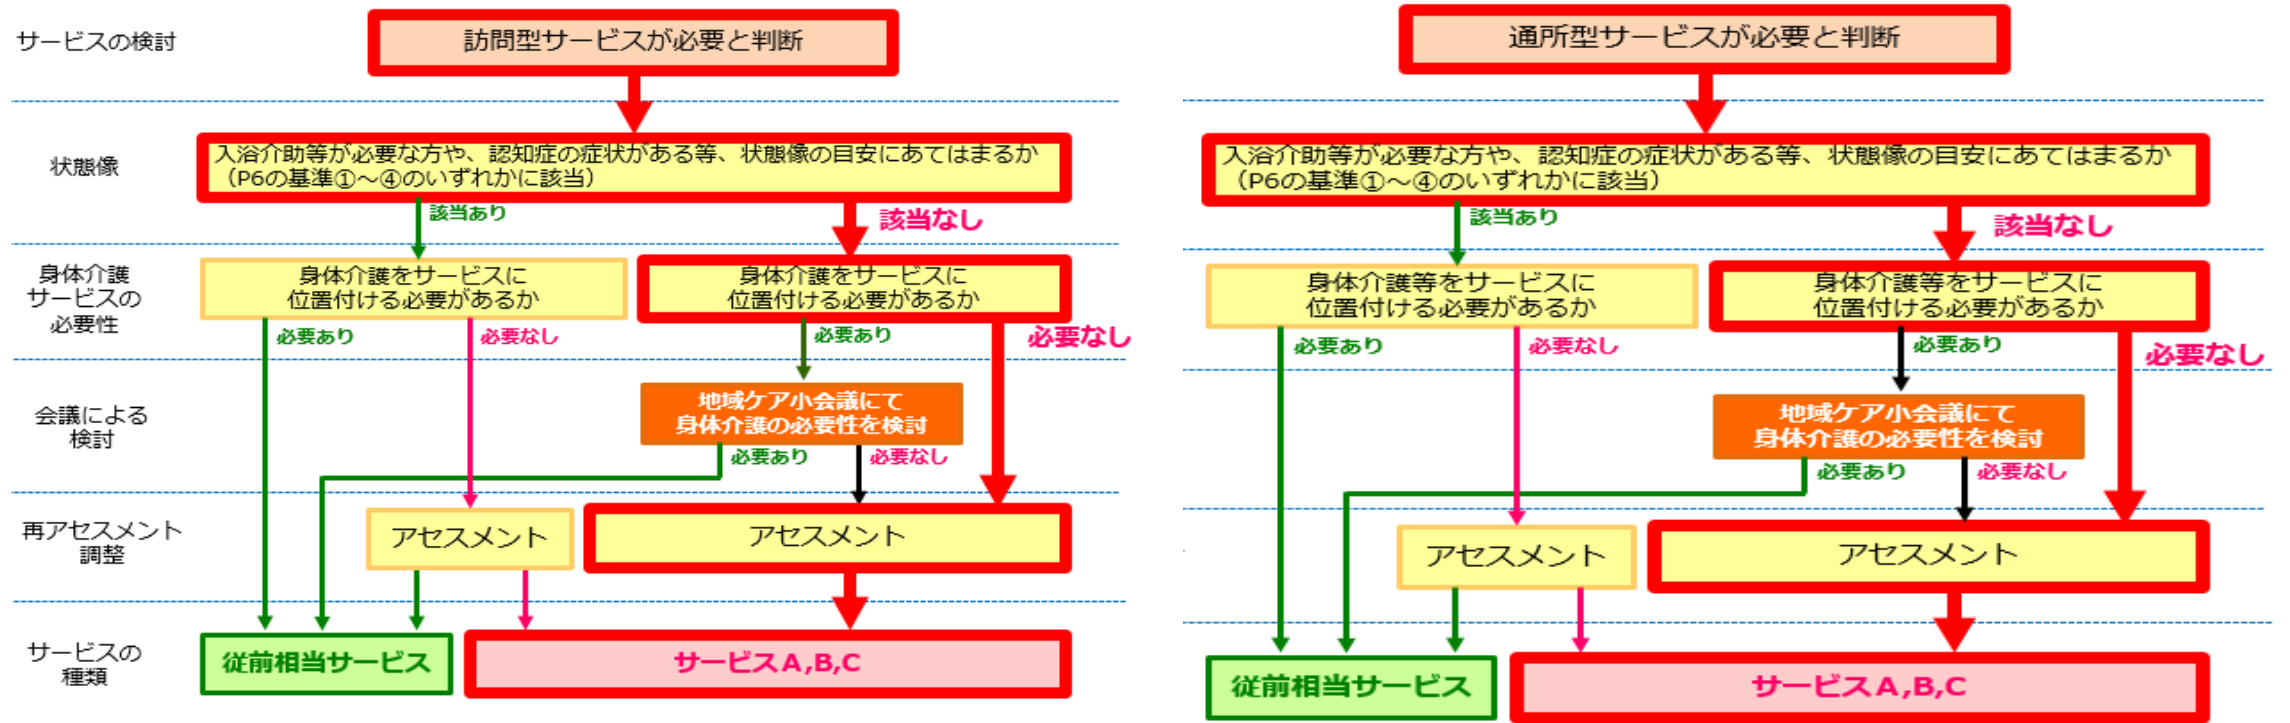 サービスの検討
訪問型サービスが必要と判断
状態像
入浴介助等が必要な方や、認知症の症状がある等、状態像の目安にあてはまるか
（P6の基準①～④のいずれかに該当）
該当あり
該当なし
身体介護
サービスの
必要性
身体介護をサービスに
位置付ける必要があるか
身体介護をサービスに
位置付ける必要があるか
必要あり
必要なし
必要あり
必要なし
会議による
検討
地域ケア小会議にて
身体介護の必要性を検討
必要あり
必要なし
再アセスメント
調整
アセスメント
アセスメント
サービスの
種類
従前相当サービス
サービスA,B,C
通所型サービスが必要と判断
入浴介助等が必要な方や、認知症の症状がある等、状態像の目安にあてはまるか
（P6の基準①～④のいずれかに該当）
該当あり
該当なし
身体介護等をサービスに
位置付ける必要があるか
身体介護等をサービスに
位置付ける必要があるか
必要あり
必要なし
必要あり
必要なし
地域ケア小会議にて
身体介護の必要性を検討
必要あり
必要なし
アセスメント
アセスメント
従前相当サービス
サービスA,B,C